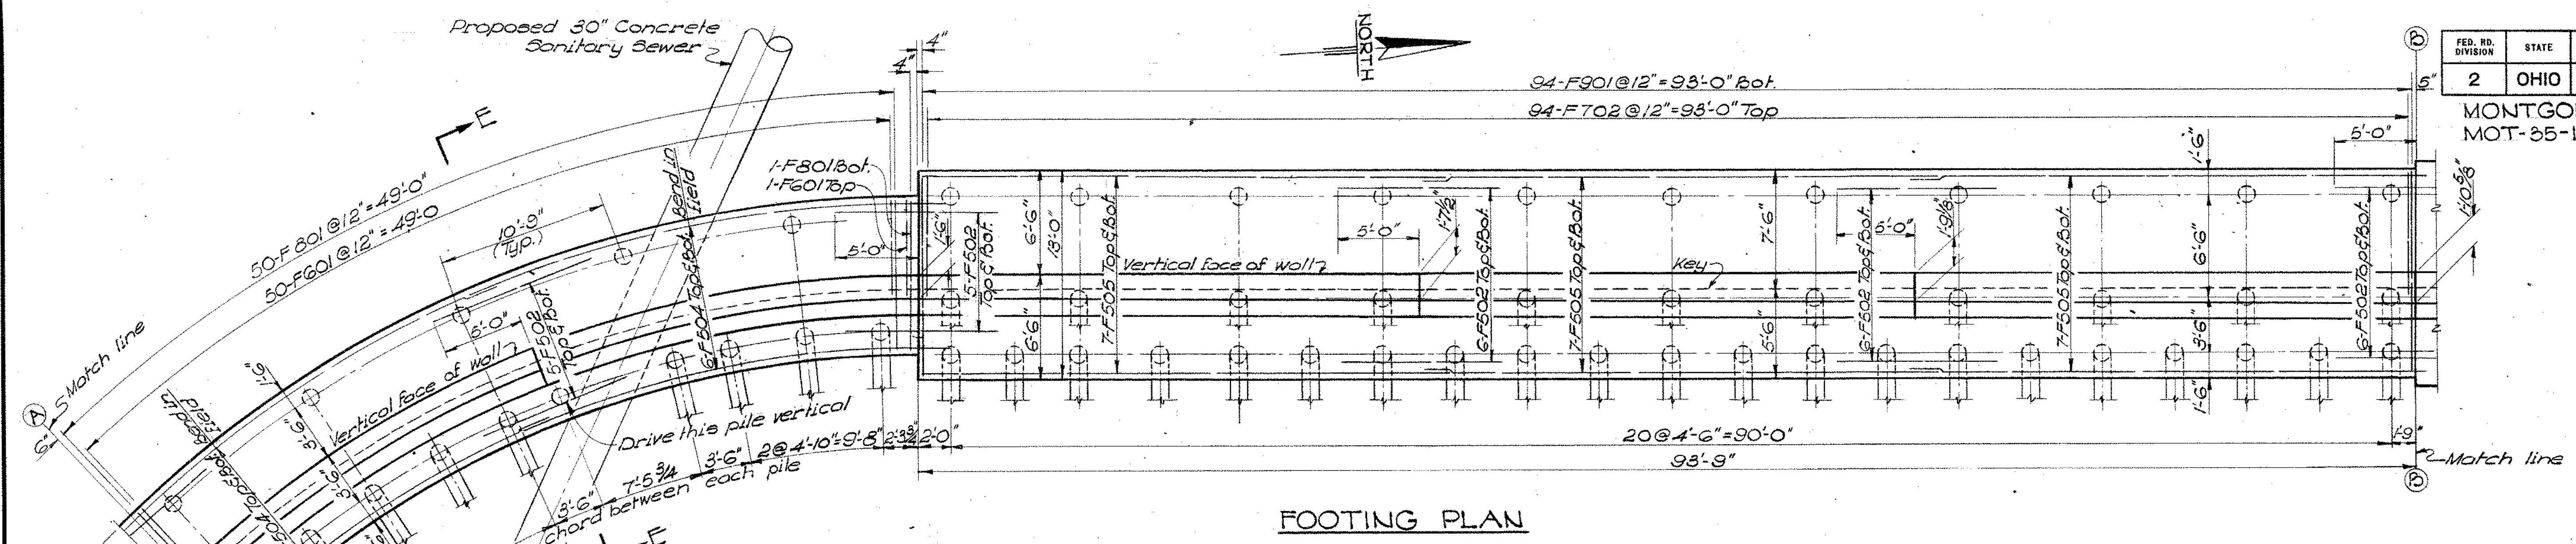 Proposed 30" Concrete
Sanitary Sewer
NORTH
4"
4"
B
FED. RD.
DIVISION
STATE
2
OHIO
MONTGO
MOT-35-1
94-F901@12"=93'-0" Bot.
5"
94-F702@12"=93'-0" Top
E
50-F801@12"=49'-0"
50-F601@12"=49'-0
10'-9"
(Typ.)
Bend in
field
1-F801Bot.
1-F601Top
5'-0"
1'-6"
5-F502
Top & Bot.
6'-6"
13'-0"
6'-6"
7-F505 Top & Bot.
Vertical face of wall
5'-0"
1'-7½"
6-F502 Top & Bot.
7-F505 Top & Bot.
Key
7'-6"
5'-6"
5'-0"
6-F502 Top & Bot.
7-F505 Top & Bot.
1'-6"
6'-6"
3'-6"
1'-6"
5'-0"
6-F502 Top & Bot.
1'-0⅝"
5'-0"
5-F502
Top & Bot.
6-F504 Top & Bot.
Vertical face of wall
Match line
A
6"
Bend in
field
504 Top & Bot.
1'-6"
3'-6"
3'-6"
Drive this pile vertical
3'-6"
7'-5¾
3'-6"
2@4'-10"=9'-8"
2'-3⅝
2'-0"
chord between each pile
E
20@4'-6"=90'-0"
1'-9"
93'-9"
Match line
B
FOOTING PLAN